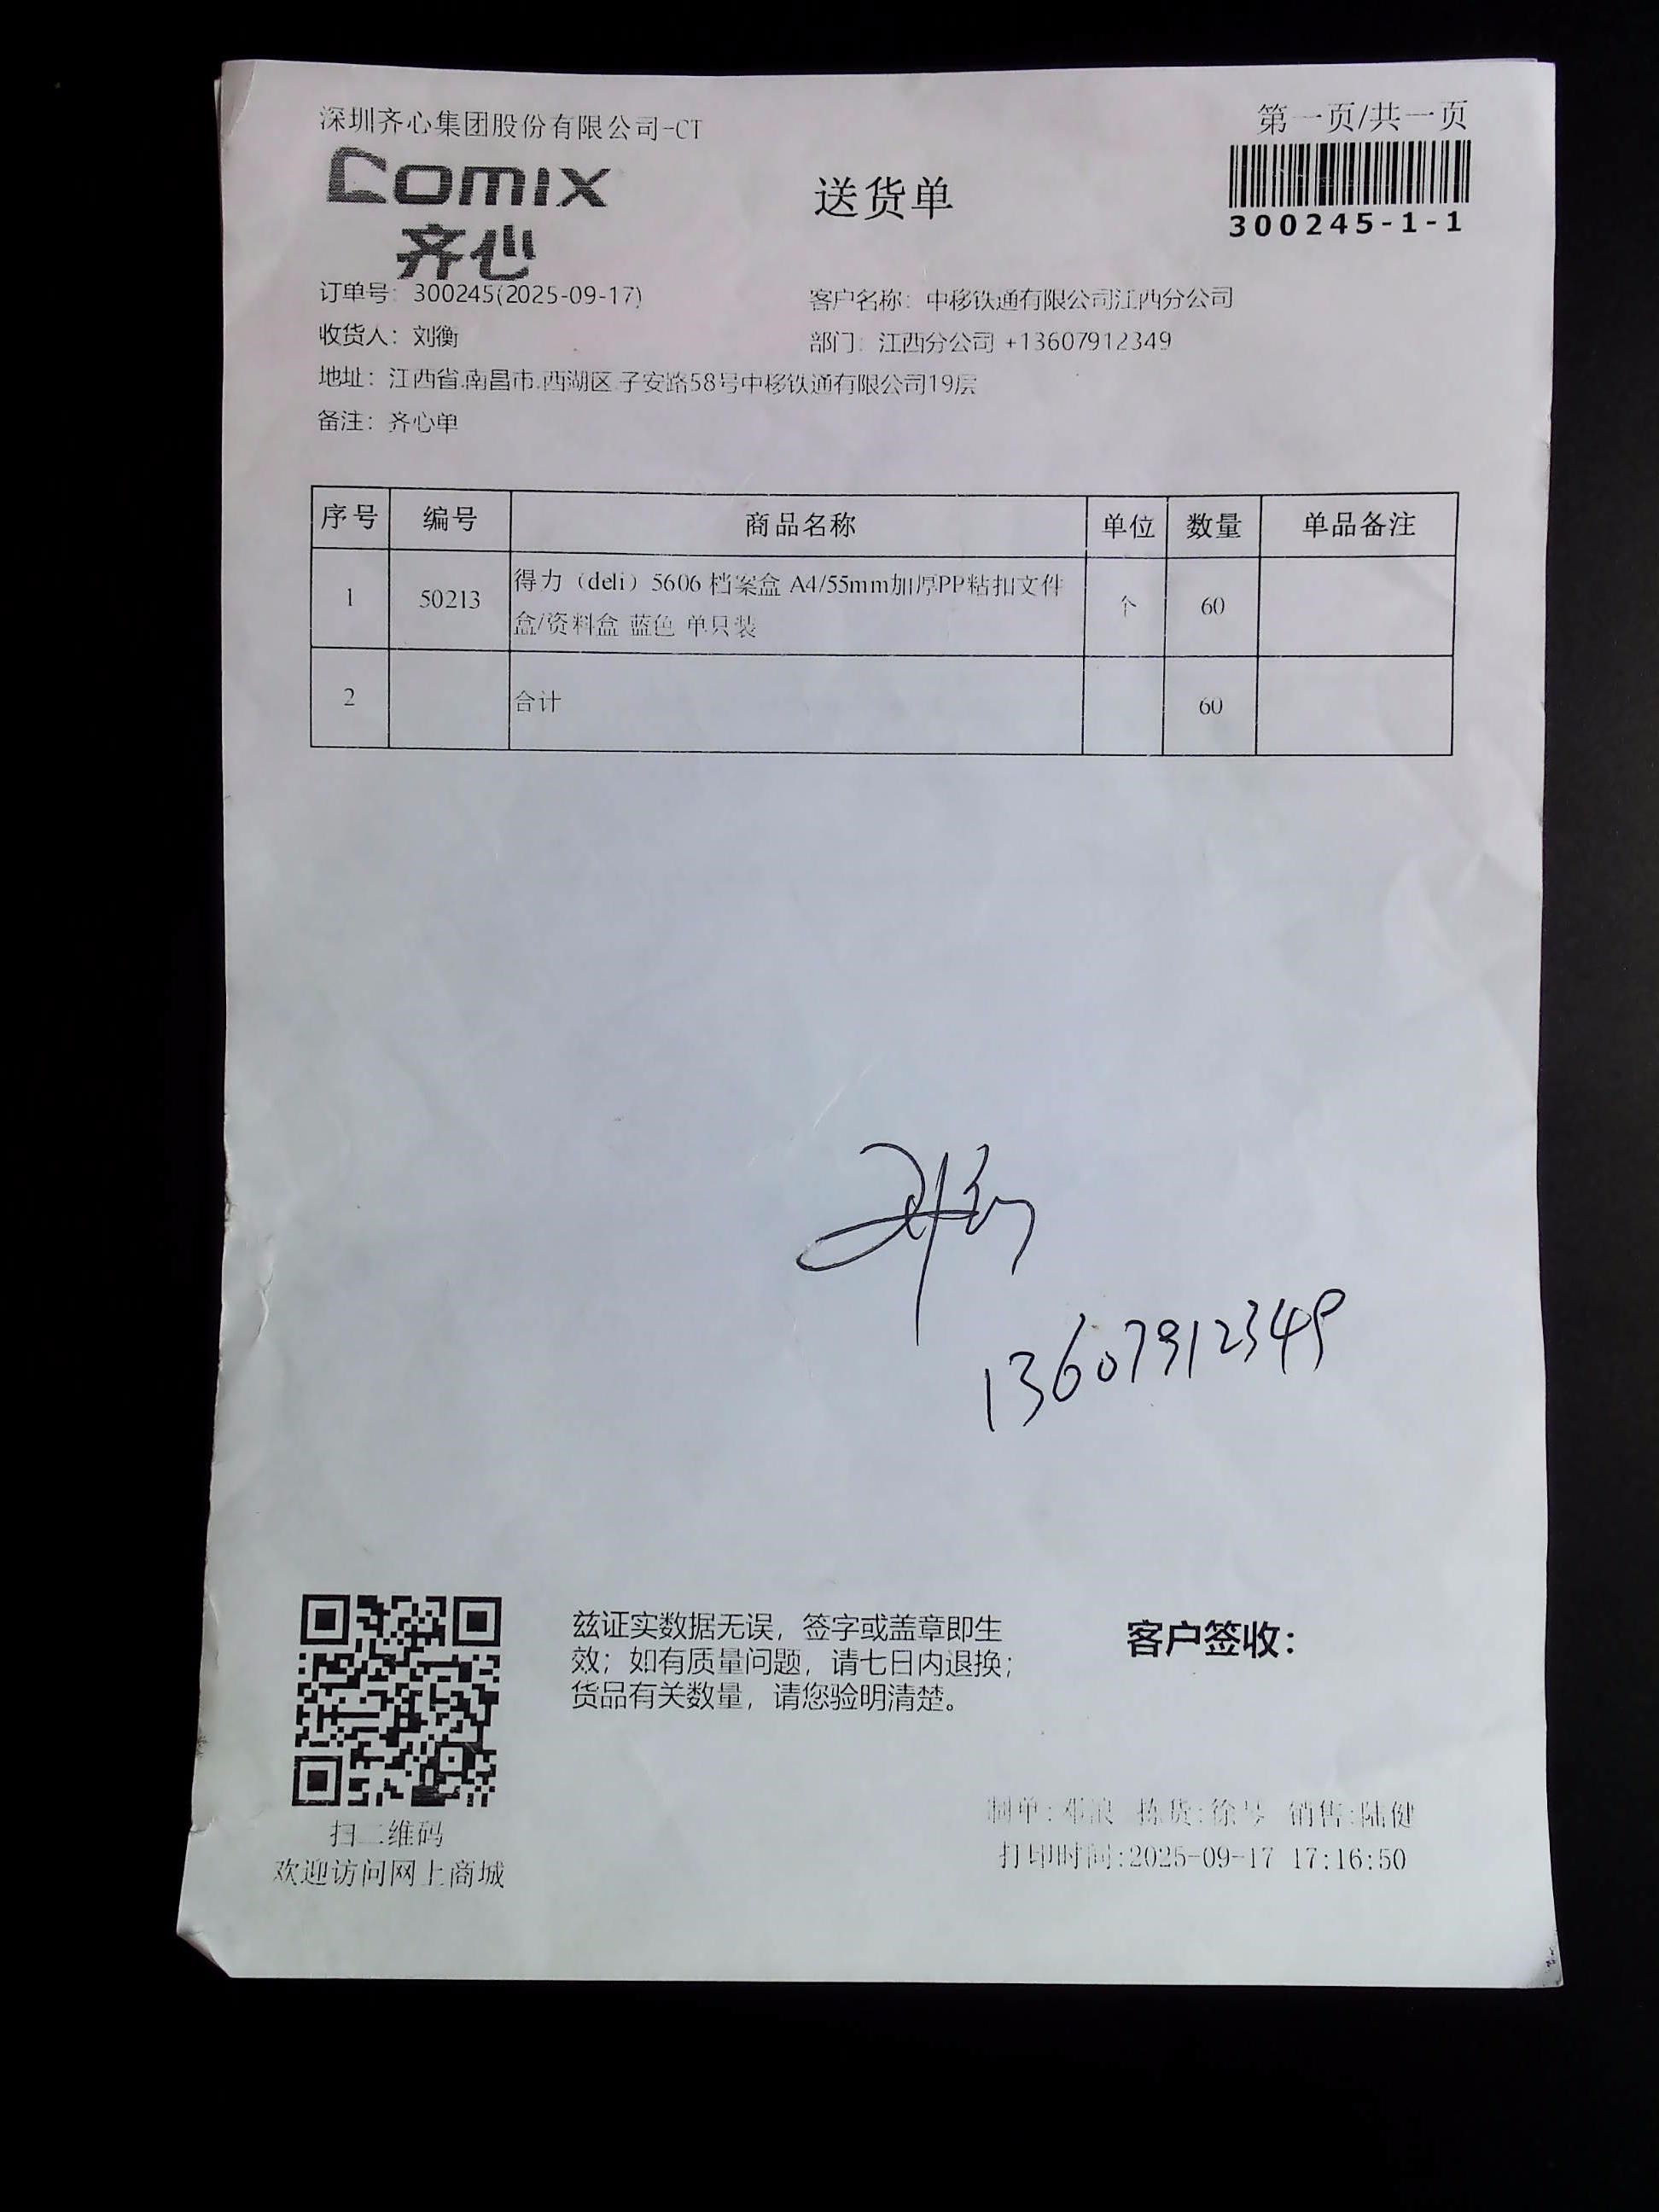 深圳齐心集团股份有限公司-CT
第一页/共一页
comix
齐心
送货单
300245-1-1
订单号: 300245(2025-09-17)
客户名称: 中移铁通有限公司江西分公司
收货人: 刘衡
部门: 江西分公司 +13607912349
地址: 江西省.南昌市.西湖区.子安路58号中移铁通有限公司19层
备注: 齐心单
序号 编号 商品名称 单位 数量 单品备注
1 50213 得力（deli）5606 档案盒 A4/55mm加厚PP粘扣文件
盒/资料盒 蓝色 单只装 个 60
2 合计 60
刘衡
13607912349
兹证实数据无误，签字或盖章即生
效；如有质量问题，请七日内退换；
货品有关数量，请您验明清楚。
客户签收：
扫二维码
欢迎访问网上商城
制单:邓浪 拣货:徐琴 销售:陆健
打印时间:2025-09-17 17:16:50